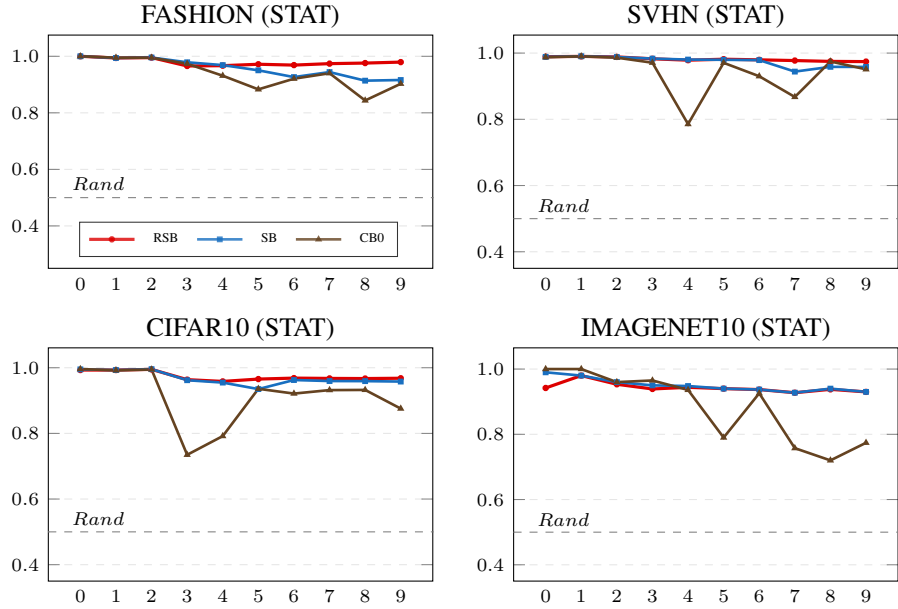 FASHION (STAT)
1.0
0.8
0.6
Rand
0.4
RSB SB CB0
0 1 2 3 4 5 6 7 8 9
SVHN (STAT)
1.0
0.8
0.6
Rand
0.4
0 1 2 3 4 5 6 7 8 9
CIFAR10 (STAT)
1.0
0.8
0.6
Rand
0.4
0 1 2 3 4 5 6 7 8 9
IMAGENET10 (STAT)
1.0
0.8
0.6
Rand
0.4
0 1 2 3 4 5 6 7 8 9